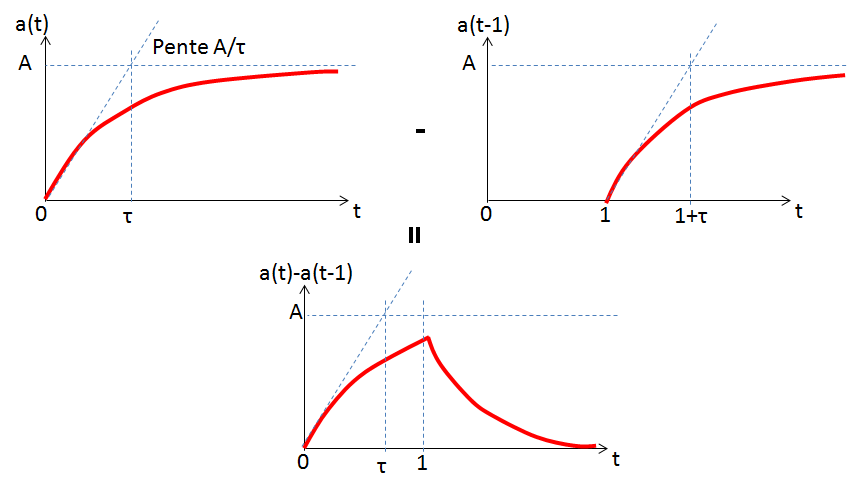 a(t)
Pente A/τ
A
0
τ
t
-
a(t-1)
A
0
1
1+τ
t
=
a(t)-a(t-1)
A
0
τ
1
t